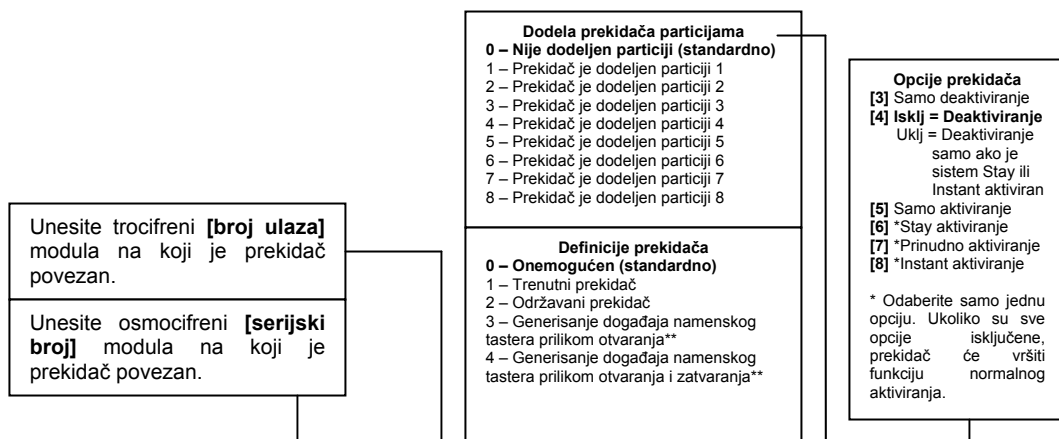 Unesite trocifreni [broj ulaza]
modula na koji je prekidač
povezan.
Unesite osmocifreni [serijski
broj] modula na koji je
prekidač povezan.
Dodela prekidača particijama
0 – Nije dodeljen particiji (standardno)
1 – Prekidač je dodeljen particiji 1
2 – Prekidač je dodeljen particiji 2
3 – Prekidač je dodeljen particiji 3
4 – Prekidač je dodeljen particiji 4
5 – Prekidač je dodeljen particiji 5
6 – Prekidač je dodeljen particiji 6
7 – Prekidač je dodeljen particiji 7
8 – Prekidač je dodeljen particiji 8
Definicije prekidača
0 – Onemogućen (standardno)
1 – Trenutni prekidač
2 – Održavani prekidač
3 – Generisanje događaja namenskog
tastera prilikom otvaranja**
4 – Generisanje događaja namenskog
tastera prilikom otvaranja i zatvaranja**
Opcije prekidača
[3] Samo deaktiviranje
[4] Isklj = Deaktiviranje
Uklj = Deaktiviranje
samo ako je
sistem Stay ili
Instant aktiviran
[5] Samo aktiviranje
[6] *Stay aktiviranje
[7] *Prinudno aktiviranje
[8] *Instant aktiviranje
* Odaberite samo jednu
opciju. Ukoliko su sve
opcije isključene,
prekidač će vršiti
funkciju normalnog
aktiviranja.